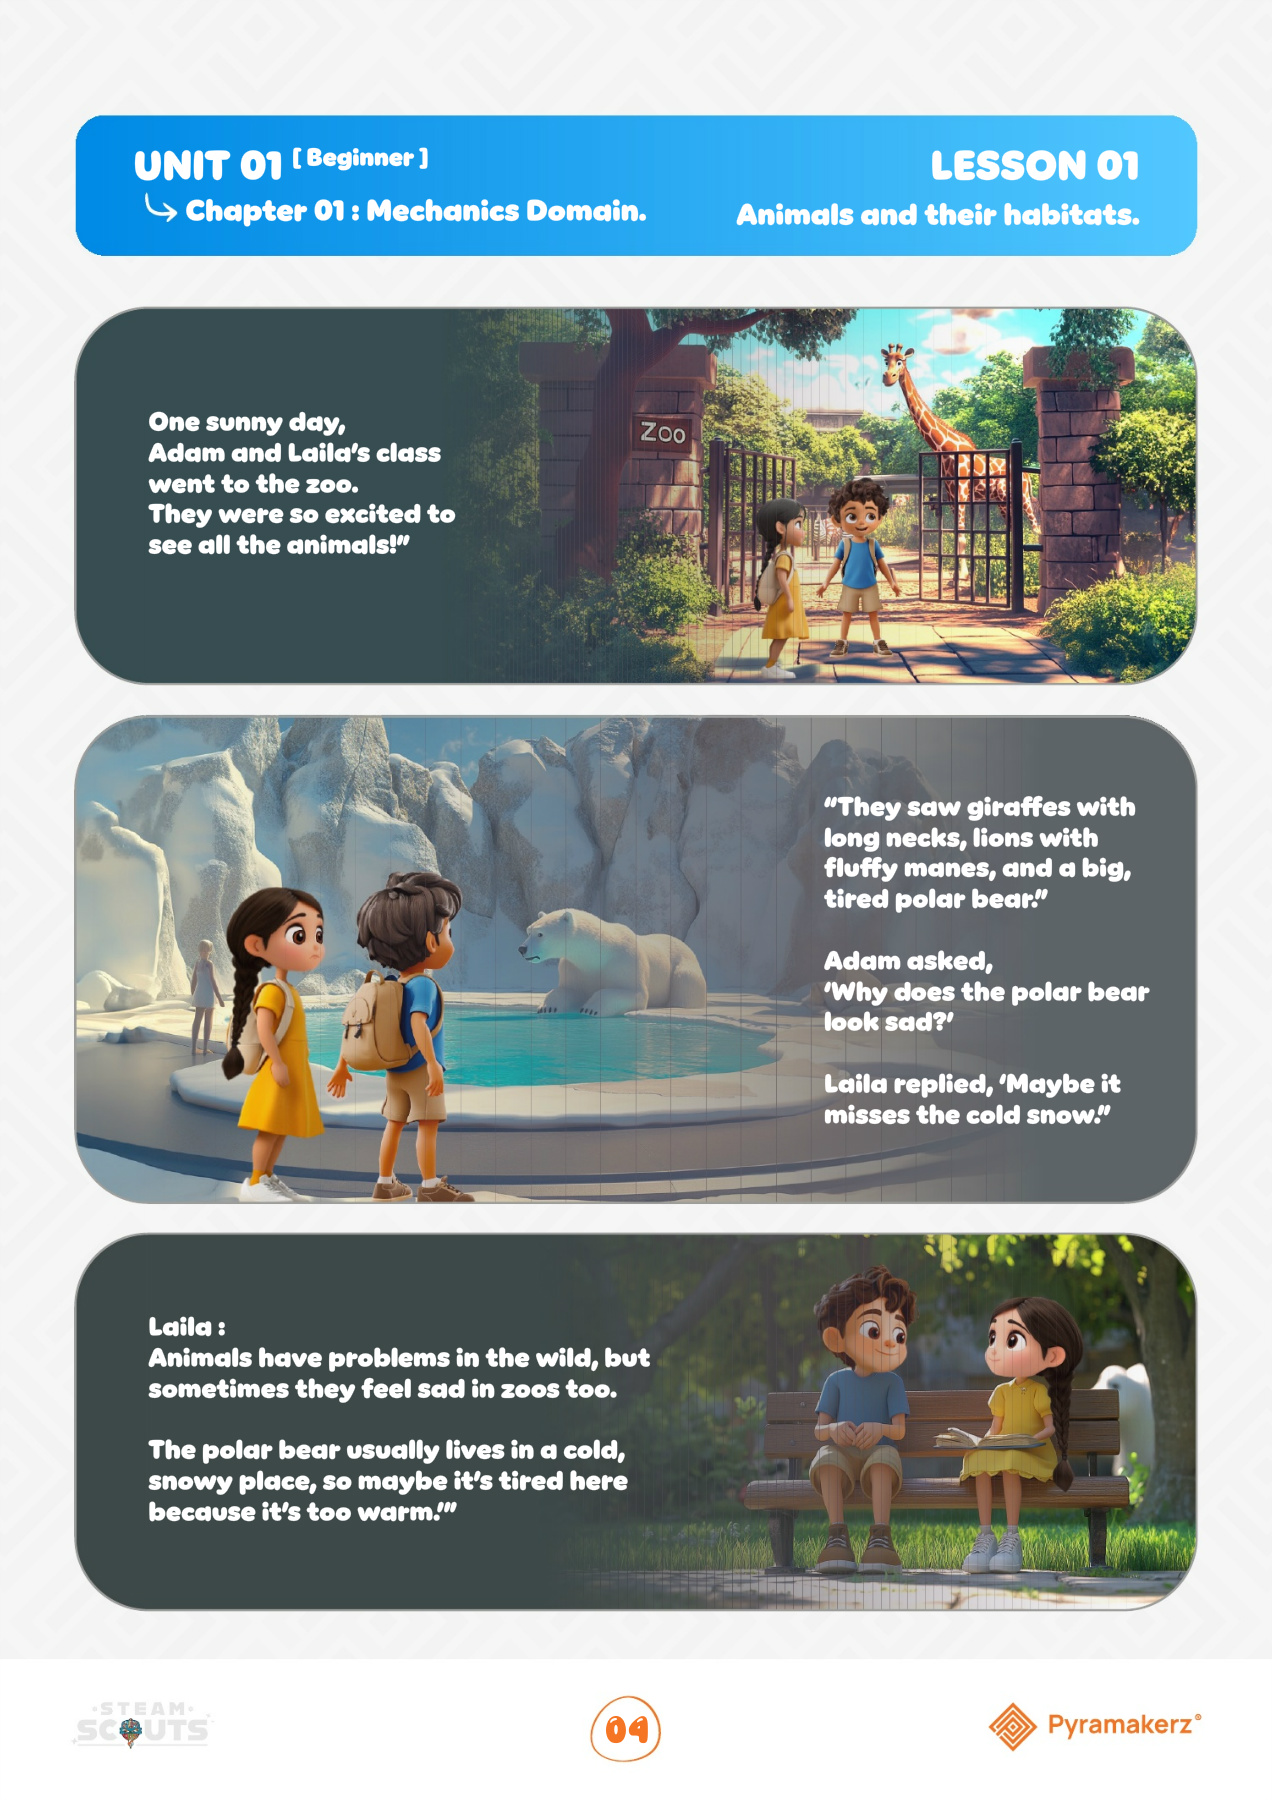 UNIT 01 [ Beginner ]
Chapter 01 : Mechanics Domain.
LESSON 01
Animals and their habitats.
One sunny day,
Adam and Laila's class
went to the zoo.
They were so excited to
see all the animals!"
Zoo
"They saw giraffes with
long necks, lions with
fluffy manes, and a big,
tired polar bear."
Adam asked,
'Why does the polar bear
look sad?'
Laila replied, 'Maybe it
misses the cold snow."
Laila :
Animals have problems in the wild, but
sometimes they feel sad in zoos too.
The polar bear usually lives in a cold,
snowy place, so maybe it's tired here
because it's too warm.'"
STEAM
SCOUTS
04
Pyramakerz®